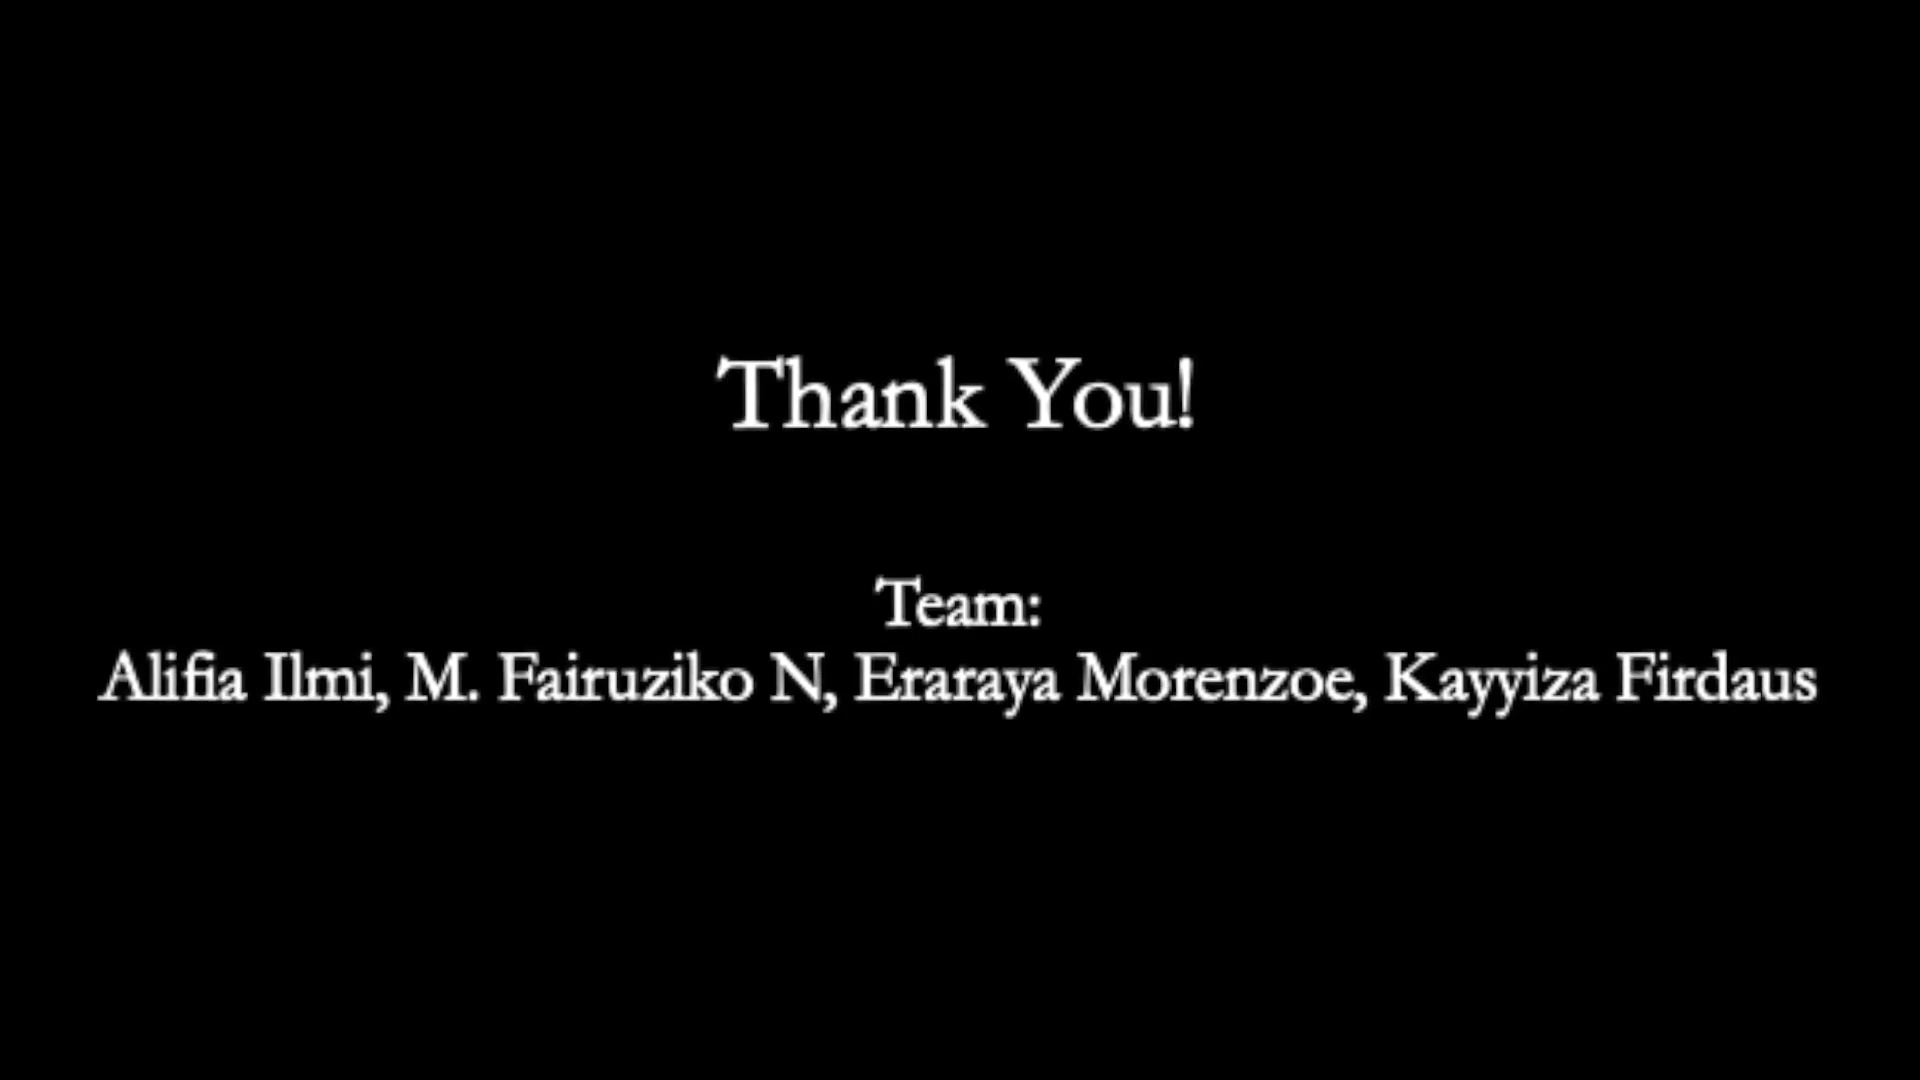 Thank You!
Team:
Alifia Ilmi, M. Fairuziko N, Eraraya Morenzoe, Kayyiza Firdaus